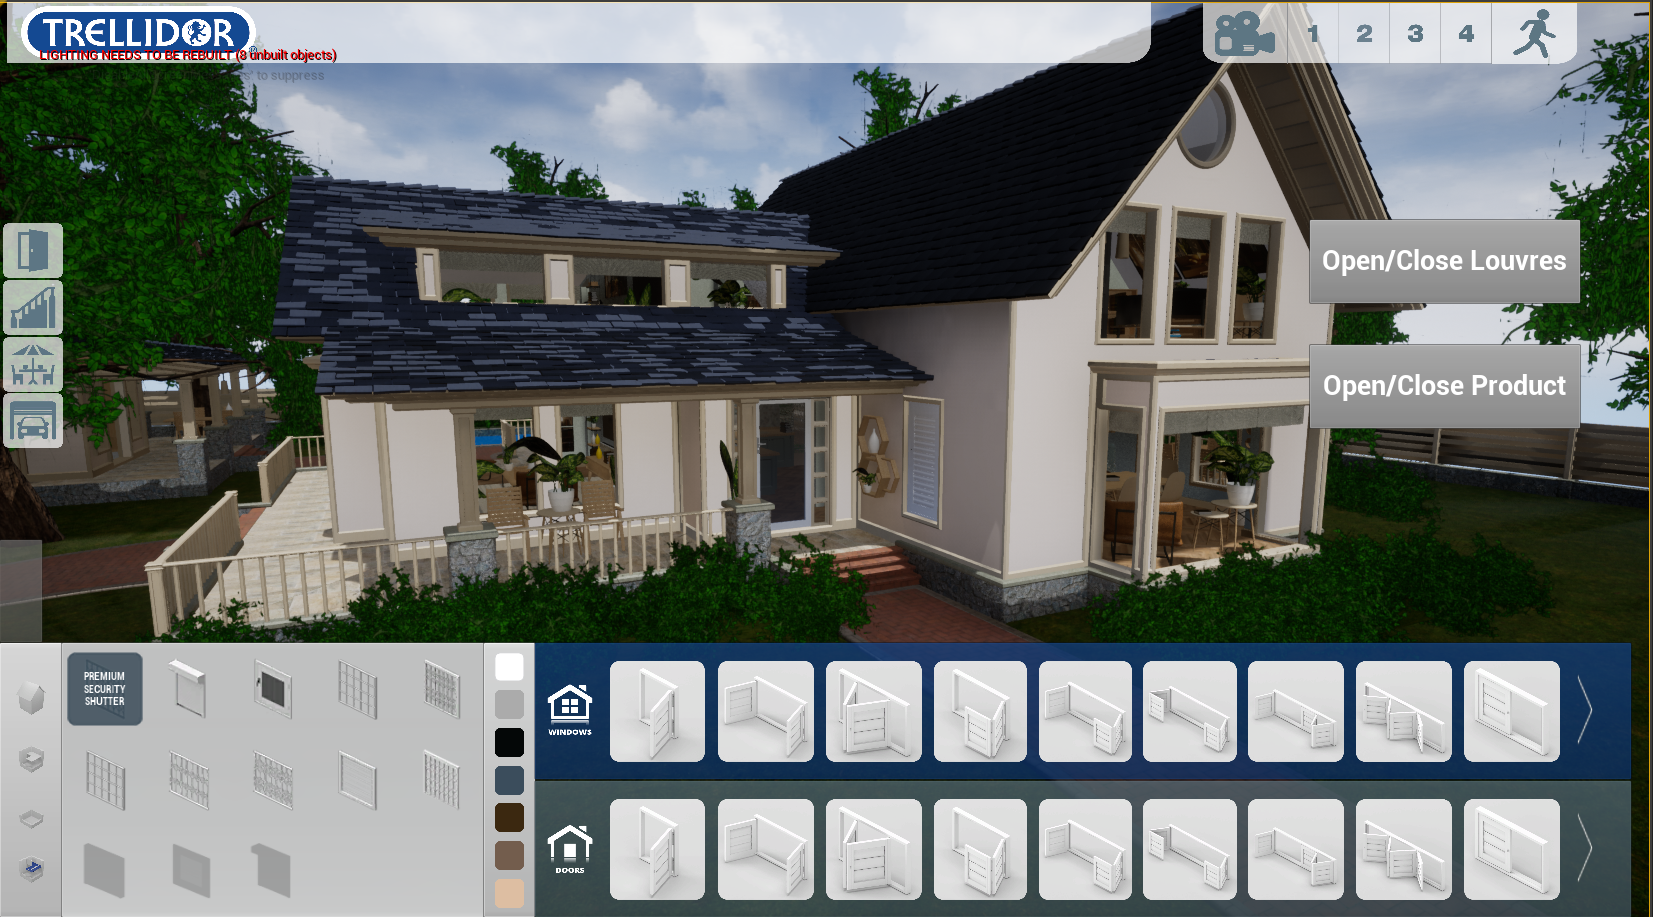 TRELLIDOR
®
LIGHTING NEEDS TO BE REBUILT (8 unbuilt objects)
to suppress
1 2 3 4
Open/Close Louvres
Open/Close Product
PREMIUM
SECURITY
SHUTTER
WINDOWS
DOORS